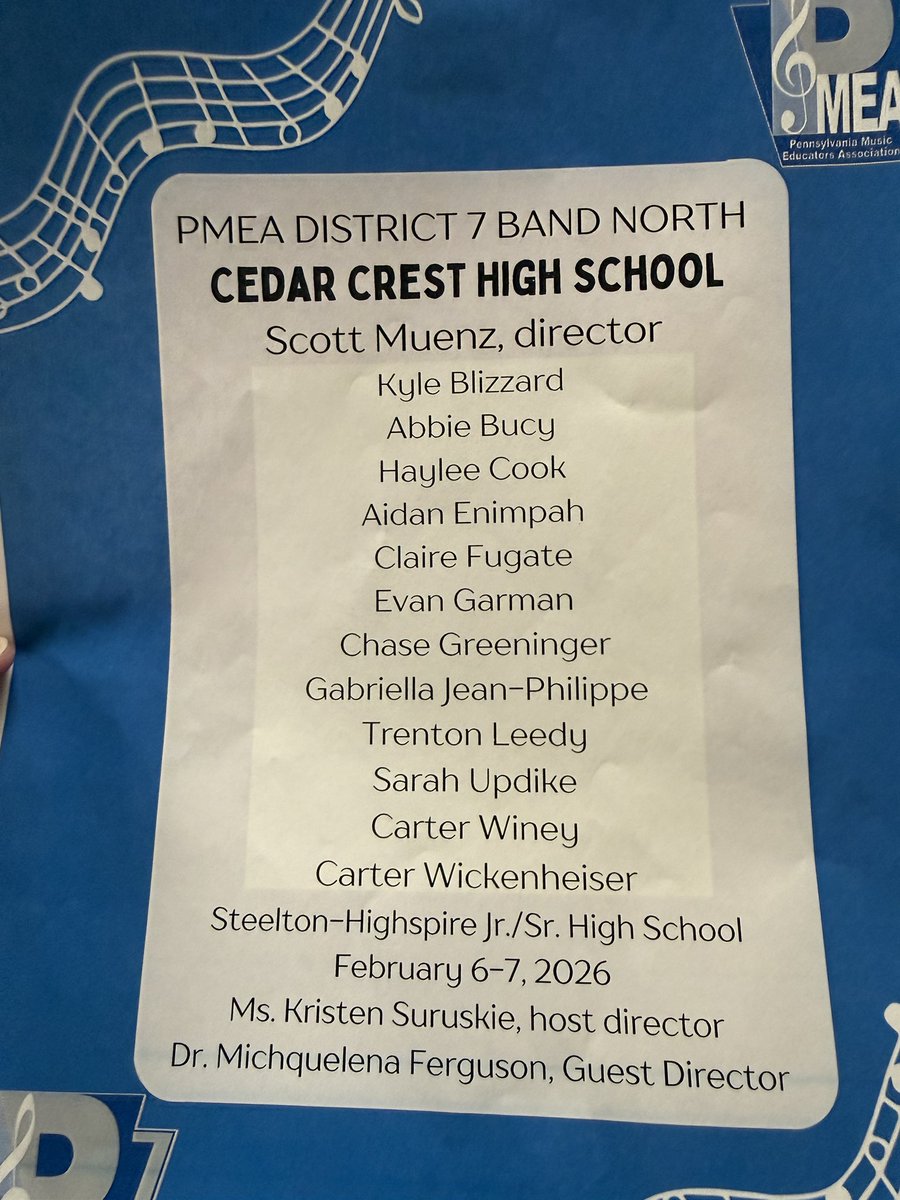 PMEA
Pennsylvania Music
Educators Association
PMEA DISTRICT 7 BAND NORTH
CEDAR CREST HIGH SCHOOL
Scott Muenz, director
Kyle Blizzard
Abbie Bucy
Haylee Cook
Aidan Enimpah
Claire Fugate
Evan Garman
Chase Greeninger
Gabriella Jean-Philippe
Trenton Leedy
Sarah Updike
Carter Winey
Carter Wickenheiser
Steelton-Highspire Jr./Sr. High School
February 6-7, 2026
Ms. Kristen Suruskie, host director
Dr. Michquelena Ferguson, Guest Director
P7